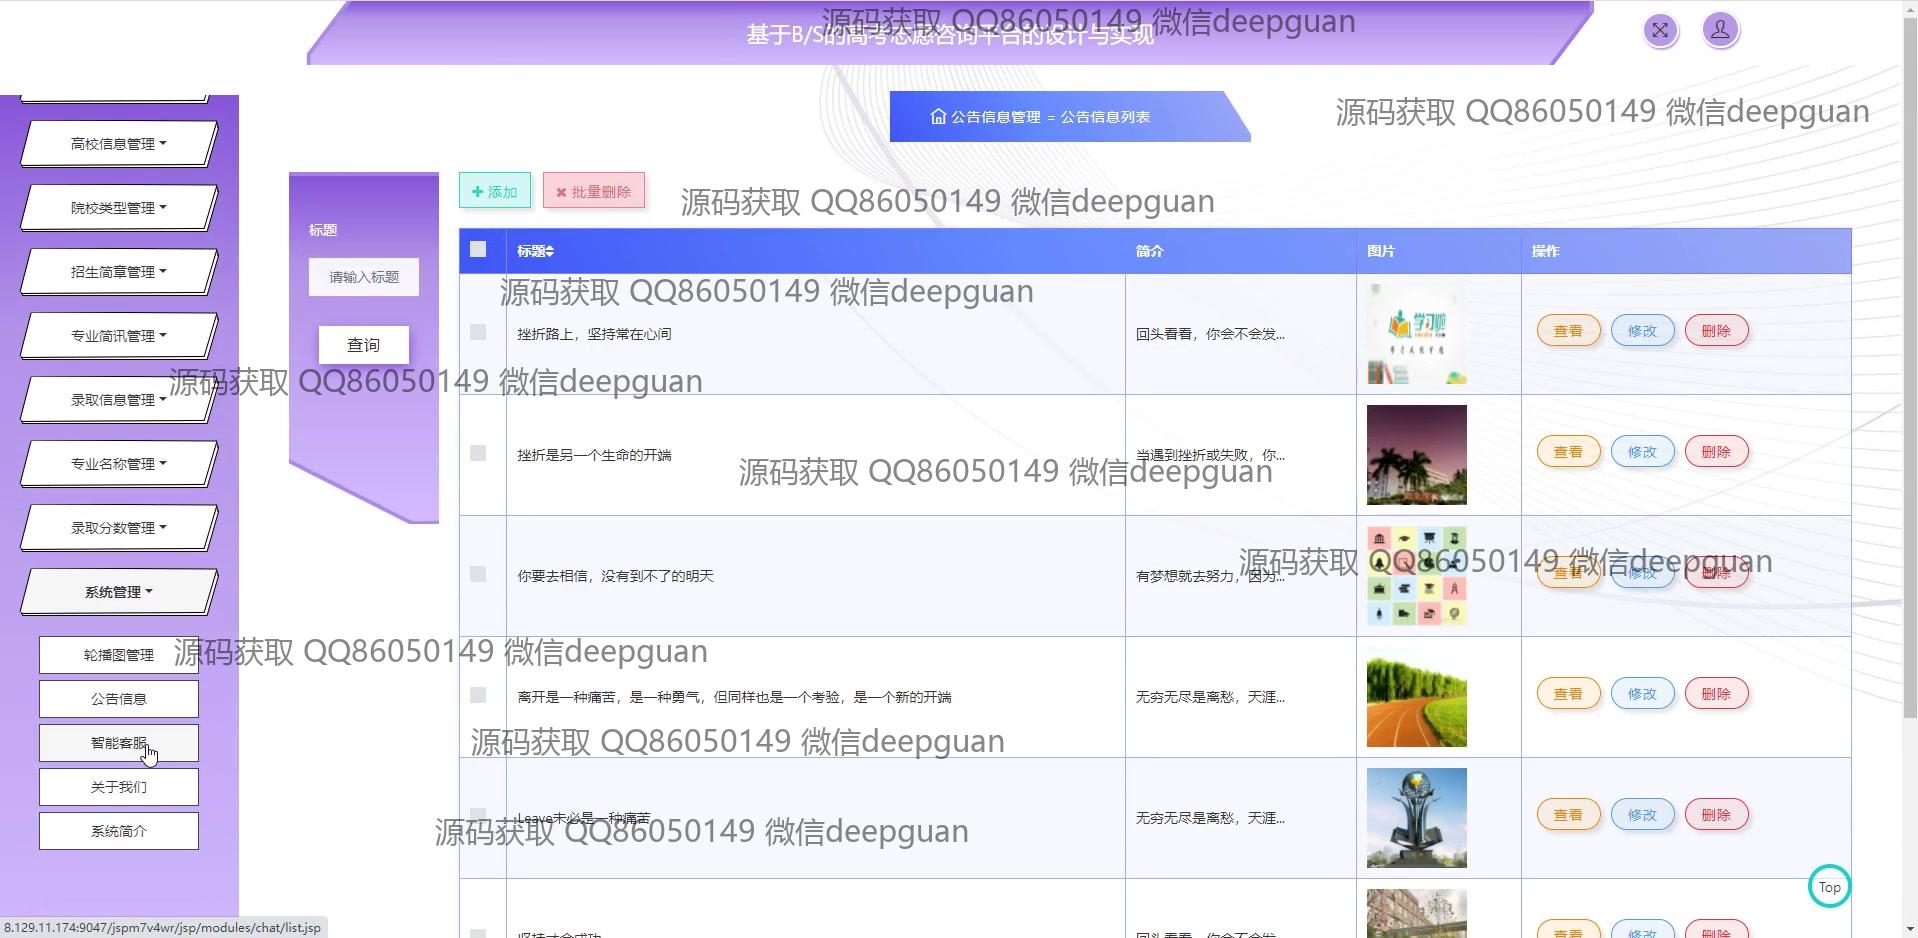 基于B/S的高考志愿咨询平台的设计与实现
源码获取 QQ86050149 微信deepguan
源码获取 QQ86050149 微信deepguan
公告信息管理 = 公告信息列表
高校信息管理
院校类型管理
招生简章管理
专业简讯管理
录取信息管理
专业名称管理
录取分数管理
系统管理
轮播图管理
公告信息
智能客服
关于我们
系统简介
标题
请输入标题
查询
添加 批量删除
源码获取 QQ86050149 微信deepguan
标题 简介 图片 操作
源码获取 QQ86050149 微信deepguan
挫折路上，坚持常在心间 回头看看，你会不会发... 学习啦 查看 修改 删除
源码获取 QQ86050149 微信deepguan
挫折是另一个生命的开端 当遇到挫折或失败，你... 查看 修改 删除
源码获取 QQ86050149 微信deepguan
你要去相信，没有到不了的明天 有梦想就去努力，因为... 查看 修改 删除
源码获取 QQ86050149 微信deepguan
源码获取 QQ86050149 微信deepguan
离开是一种痛苦，是一种勇气，但同样也是一个考验，是一个新的开端 无穷无尽是离愁，天涯... 查看 修改 删除
源码获取 QQ86050149 微信deepguan
Leave未必是一种痛苦 无穷无尽是离愁，天涯... 查看 修改 删除
源码获取 QQ86050149 微信deepguan
Top
坚持才会成功 回头看看，你会不会发... 查看 修改 删除
8.129.11.174:9047/jspm7v4wr/jsp/modules/chat/list.jsp